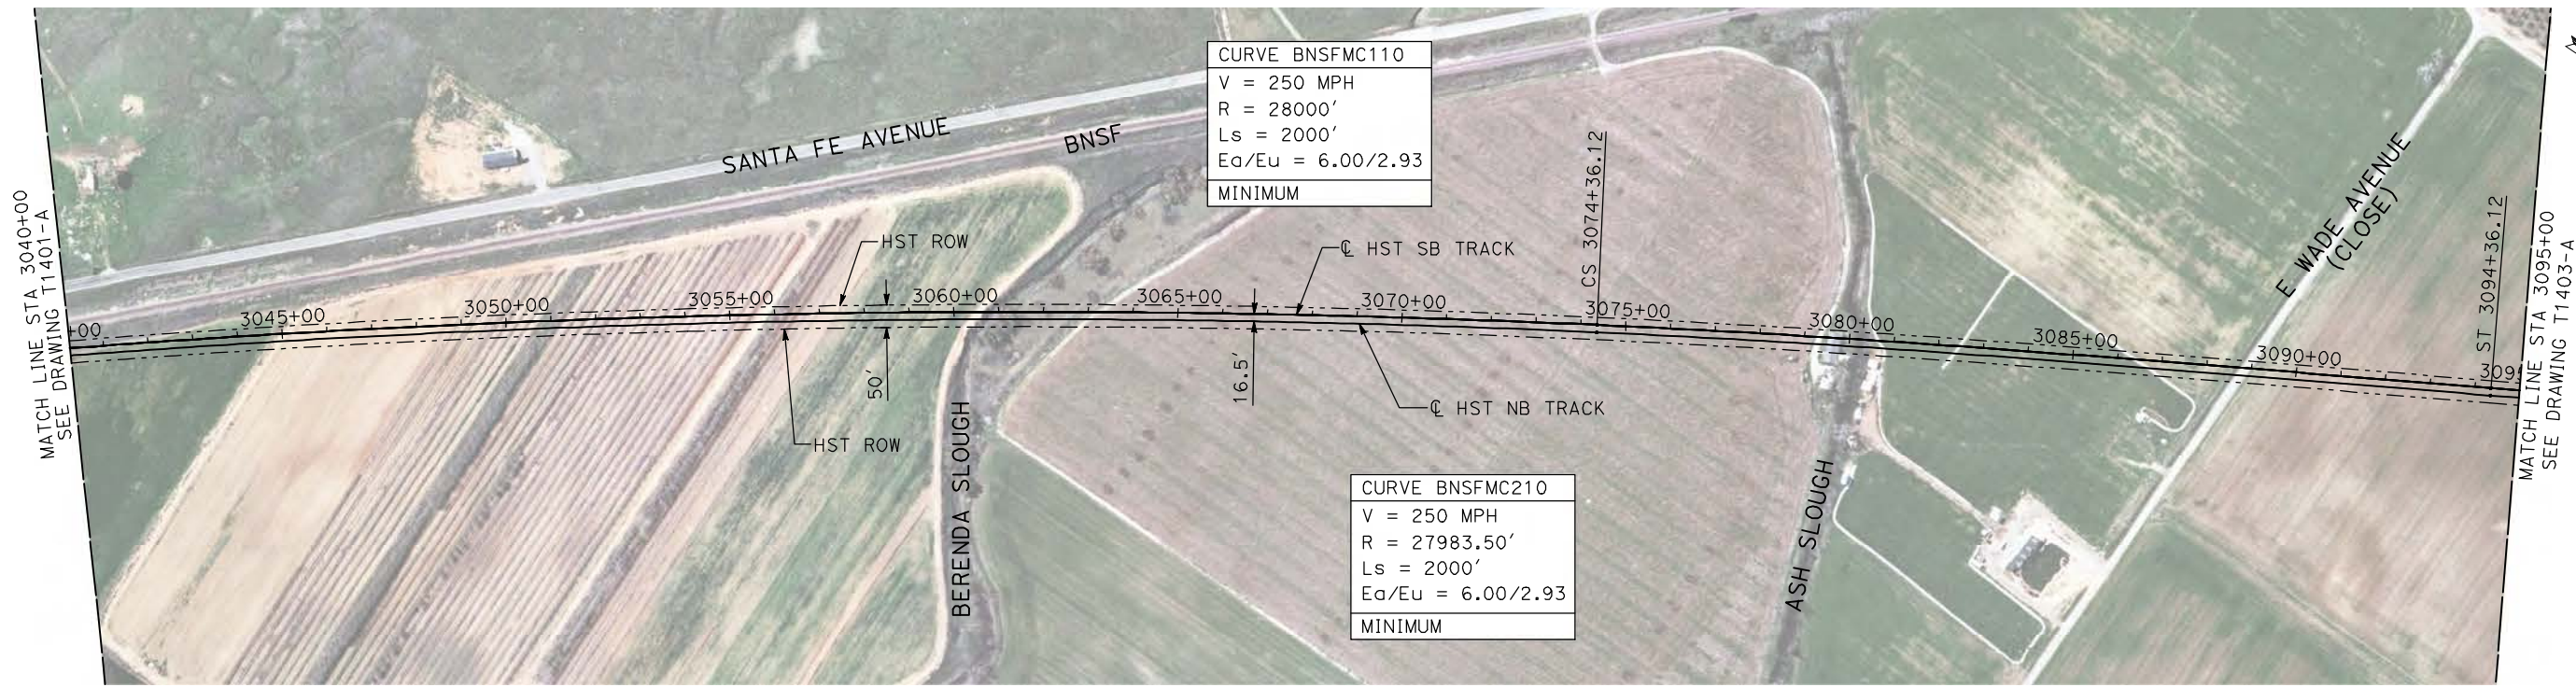 MATCH LINE STA 3040+00
SEE DRAWING T1401-A
SANTA FE AVENUE
BNSF
CURVE BNSFMC110
V = 250 MPH
R = 28000'
Ls = 2000'
Ea/Eu = 6.00/2.93
MINIMUM
HST ROW
℄ HST SB TRACK
CS 3074+36.12
E. WADE AVENUE
(CLOSE)
ST 3094+36.12
MATCH LINE STA 3095+00
SEE DRAWING T1403-A
+00
3045+00
3050+00
3055+00
3060+00
3065+00
3070+00
3075+00
3080+00
3085+00
3090+00
309
50'
16.5'
℄ HST NB TRACK
HST ROW
BERENDA SLOUGH
ASH SLOUGH
CURVE BNSFMC210
V = 250 MPH
R = 27983.50'
Ls = 2000'
Ea/Eu = 6.00/2.93
MINIMUM